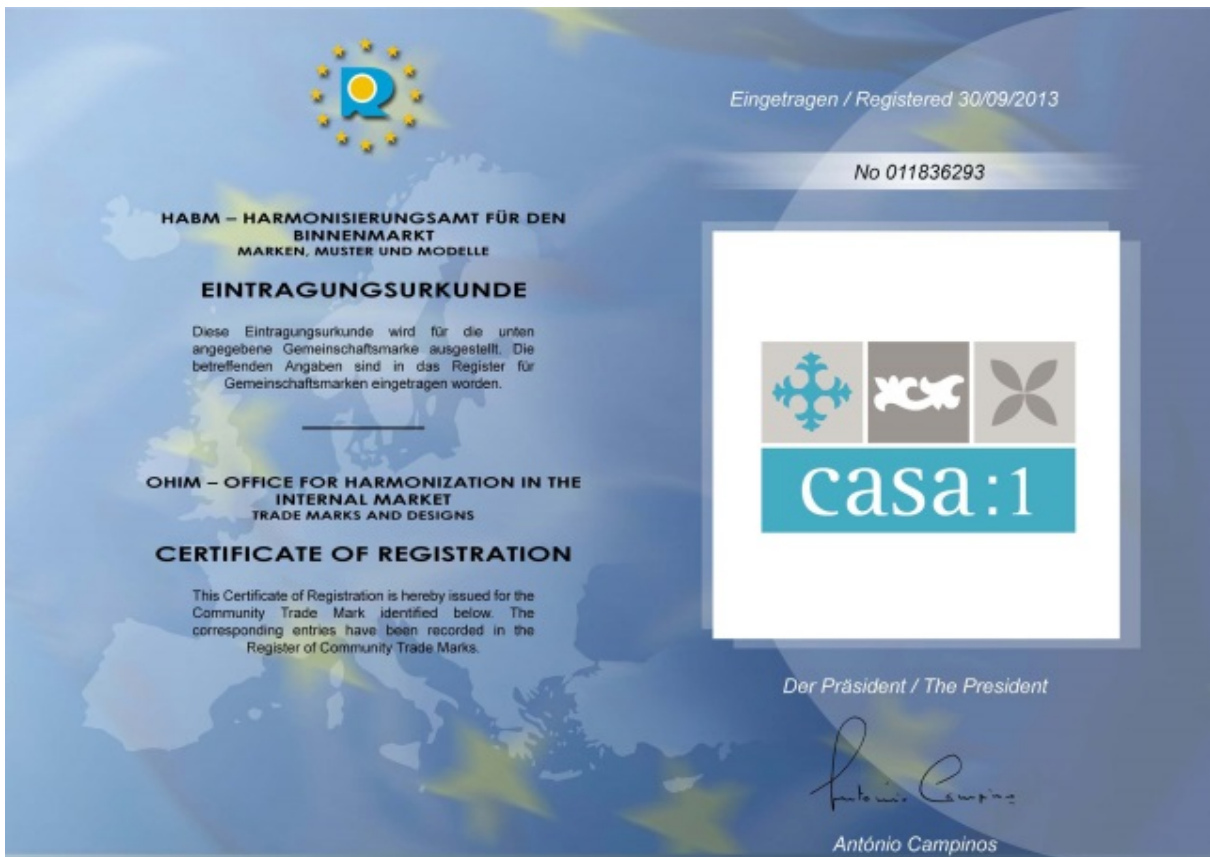 HABM – HARMONISIERUNGSAMT FÜR DEN
BINNENMARKT
MARKEN, MUSTER UND MODELLE
EINTRAGUNGSURKUNDE
Diese Eintragungsurkunde wird für die unten
angegebene Gemeinschaftsmarke ausgestellt. Die
betreffenden Angaben sind in das Register für
Gemeinschaftsmarken eingetragen worden.
OHIM – OFFICE FOR HARMONIZATION IN THE
INTERNAL MARKET
TRADE MARKS AND DESIGNS
CERTIFICATE OF REGISTRATION
This Certificate of Registration is hereby issued for the
Community Trade Mark identified below. The
corresponding entries have been recorded in the
Register of Community Trade Marks.
Eingetragen / Registered 30/09/2013
No 011836293
casa:1
Der Präsident / The President
António Campinos
António Campinos